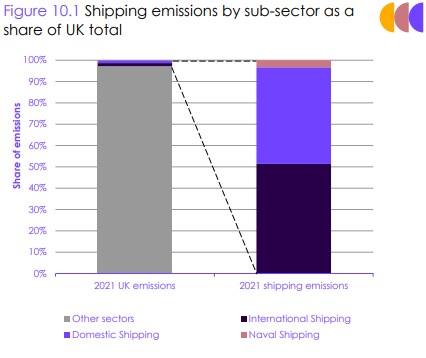 Figure 10.1 Shipping emissions by sub-sector as a
share of UK total
Share of emissions
100%
90%
80%
70%
60%
50%
40%
30%
20%
10%
0%
2021 UK emissions
2021 shipping emissions
Other sectors
International Shipping
Domestic Shipping
Naval Shipping